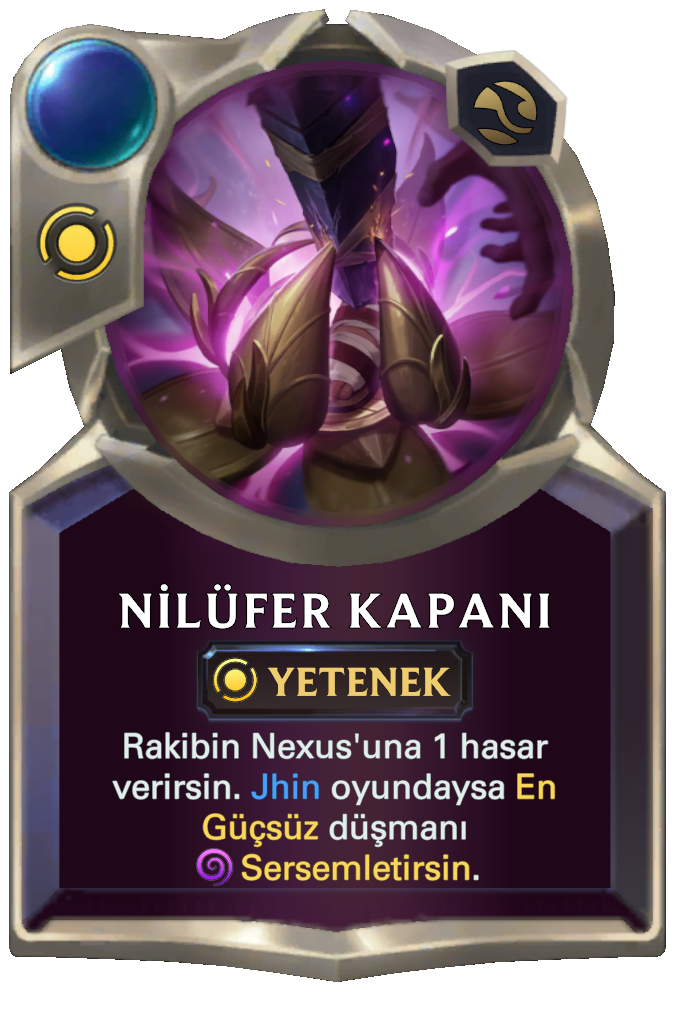 NİLÜFER KAPANI
YETENEK
Rakibin Nexus'una 1 hasar
verirsin. Jhin oyundaysa En
Güçsüz düşmanı
Sersemletirsin.